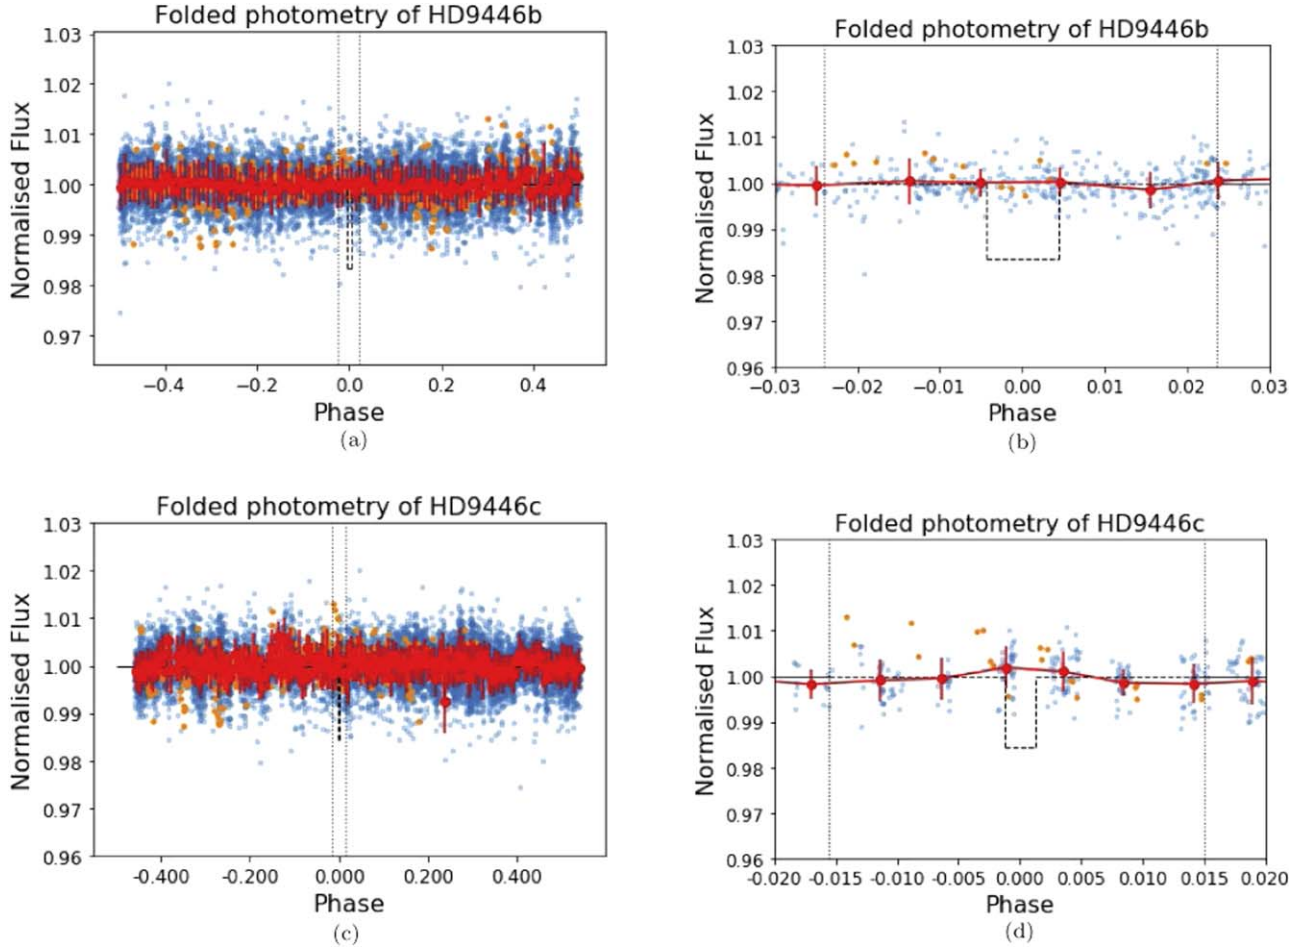 Folded photometry of HD9446b
1.03
1.02
1.01
1.00
0.99
0.98
0.97
Normalised Flux
−0.4 −0.2 0.0 0.2 0.4
Phase
(a)
Folded photometry of HD9446b
1.03
1.02
1.01
1.00
0.99
0.98
0.97
0.96
Normalised Flux
−0.03 −0.02 −0.01 0.00 0.01 0.02 0.03
Phase
(b)
Folded photometry of HD9446c
1.03
1.02
1.01
1.00
0.99
0.98
0.97
0.96
Normalised Flux
-0.400 -0.200 0.000 0.200 0.400
Phase
(c)
Folded photometry of HD9446c
1.03
1.02
1.01
1.00
0.99
0.98
0.97
0.96
Normalised Flux
-0.020 -0.015 -0.010 -0.005 0.000 0.005 0.010 0.015 0.020
Phase
(d)